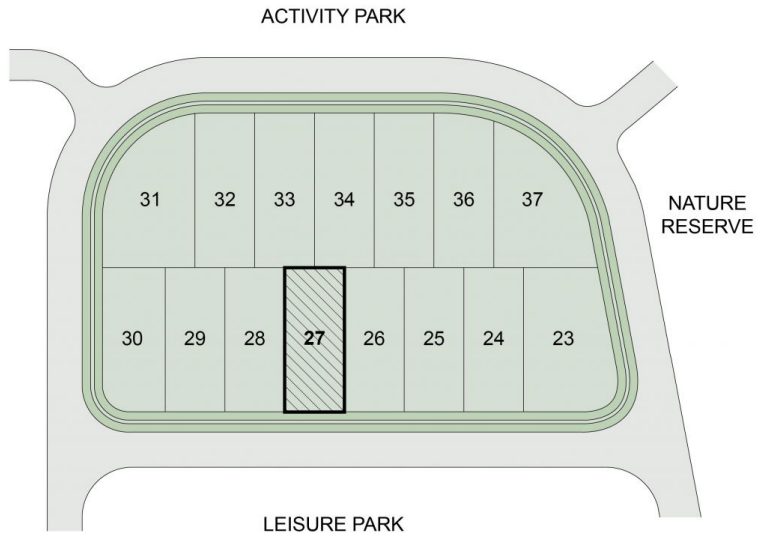 ACTIVITY PARK
31 32 33 34 35 36 37
NATURE
RESERVE
30 29 28 27 26 25 24 23
LEISURE PARK